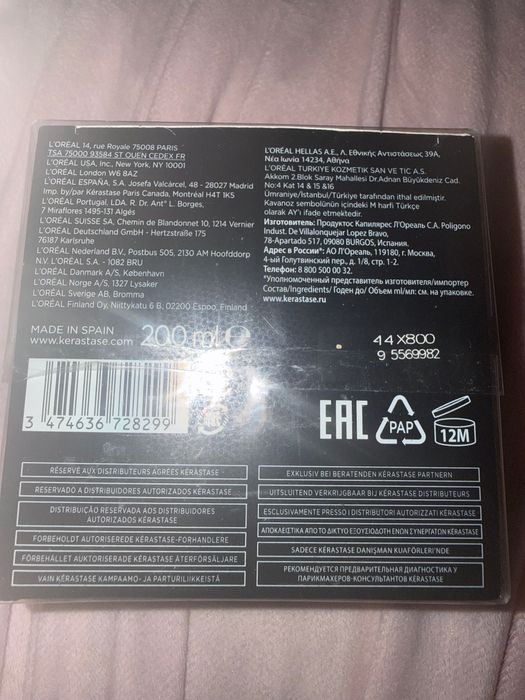 L'ORÉAL 14, rue Royale 75008 PARIS
TSA 75000 93584 ST OUEN CEDEX FR
L'ORÉAL USA, Inc., New York, NY 10001
L'ORÉAL London W6 8AZ
L'ORÉAL ESPAÑA, S.A. Josefa Valcárcel, 48 - 28027 Madrid
Imp. by/par Kérastase Paris Canada, Montréal H4T 1K5
L'ORÉAL Portugal, LDA. R. Dr. Antº L. Borges,
7 Miraflores 1495-131 Algés
L'ORÉAL SUISSE SA, Chemin de Blandonnet 10, 1214 Vernier
L'ORÉAL Deutschland GmbH - Hertzstraße 175
76187 Karlsruhe
L'ORÉAL Nederland B.V., Postbus 505, 2130 AM Hoofddorp
N.V. L'ORÉAL S.A. - 1082 BRU
L'ORÉAL Danmark A/S, København
L'ORÉAL Norge A/S, 1327 Lysaker
L'ORÉAL Sverige AB, Bromma
L'ORÉAL Finland Oy, Niittykatu 6 B, 02200 Espoo, Finland
MADE IN SPAIN
www.kerastase.com
200 ml e
3 474636 728299
L'ORÉAL HELLAS A.E., Λ. Εθνικής Αντιστάσεως 39A,
Νέα Ιωνία 14234, Αθήνα
L'ORÉAL TURKIYE KOZMETIK SAN VE TIC A.S.
Akkom 2.Blok Saray Mahallesi Dr.Adnan Büyükdeniz Cad.
No:4 Kat 14 & 15 &16
Ümraniye/İstanbul/Türkiye tarafından ithal edilmiştir.
Kavanoz sembolünün içindeki M harfi Türkçe
olarak AY'ı ifade etmektedir.
Изготовитель: Продуктос Капилярес Л'Ореаль С.А. Poligono
Indust. De Villalonquejar Lopez Bravo,
78-Apartado 517, 09080 BURGOS, Испания,
Адрес в России*: АО Л'Ореаль, 119180, г. Москва,
4-ый Голутвинский пер., д. 1/8, стр. 1-2.
Телефон: 8 800 500 00 32.
*Уполномоченный представитель изготовителя/импортер
Состав/Ingredients/ Годен до/ Объем ml/мл: см. на упаковке.
www.kerastase.ru
44X800
9 5569982
EAC
PAP
12M
RÉSERVÉ AUX DISTRIBUTEURS AGRÉÉS KÉRASTASE
RESERVADO A DISTRIBUIDORES AUTORIZADOS KÉRASTASE
DISTRIBUIÇÃO RESERVADA AOS DISTRIBUIDORES
AUTORIZADOS KÉRASTASE
FORBEHOLDT AUTORISEREDE KÉRASTASE-FORHANDLERE
FÖRBEHÅLLET AUKTORISERADE KÉRASTASE ÅTERFÖRSÄLJARE
VAIN KÉRASTASE KAMPAAMO- JA PARTURILIIKKEISTÄ
EXKLUSIV BEI BERATENDEN KÉRASTASE PARTNERN
UITSLUITEND VERKRIJGBAAR BIJ KÉRASTASE DISTRIBUTEURS
ESCLUSIVAMENTE PRESSO I DISTRIBUTORI AUTORIZZATI KÉRASTASE
ΑΠΟΚΛΕΙΣΤΙΚΑ ΑΠΟ ΤΟ ΔΙΚΤΥΟ ΕΞΟΥΣΙΟΔΟΤΗΜΕΝΩΝ ΣΥΝΕΡΓΑΤΩΝ KÉRASTASE
SADECE KÉRASTASE DANIŞMAN KUAFÖRLERİ'NDE
РЕКОМЕНДУЕТСЯ ПРЕДВАРИТЕЛЬНАЯ ДИАГНОСТИКА У
ПАРИКМАХЕРОВ-КОНСУЛЬТАНТОВ KÉRASTASE